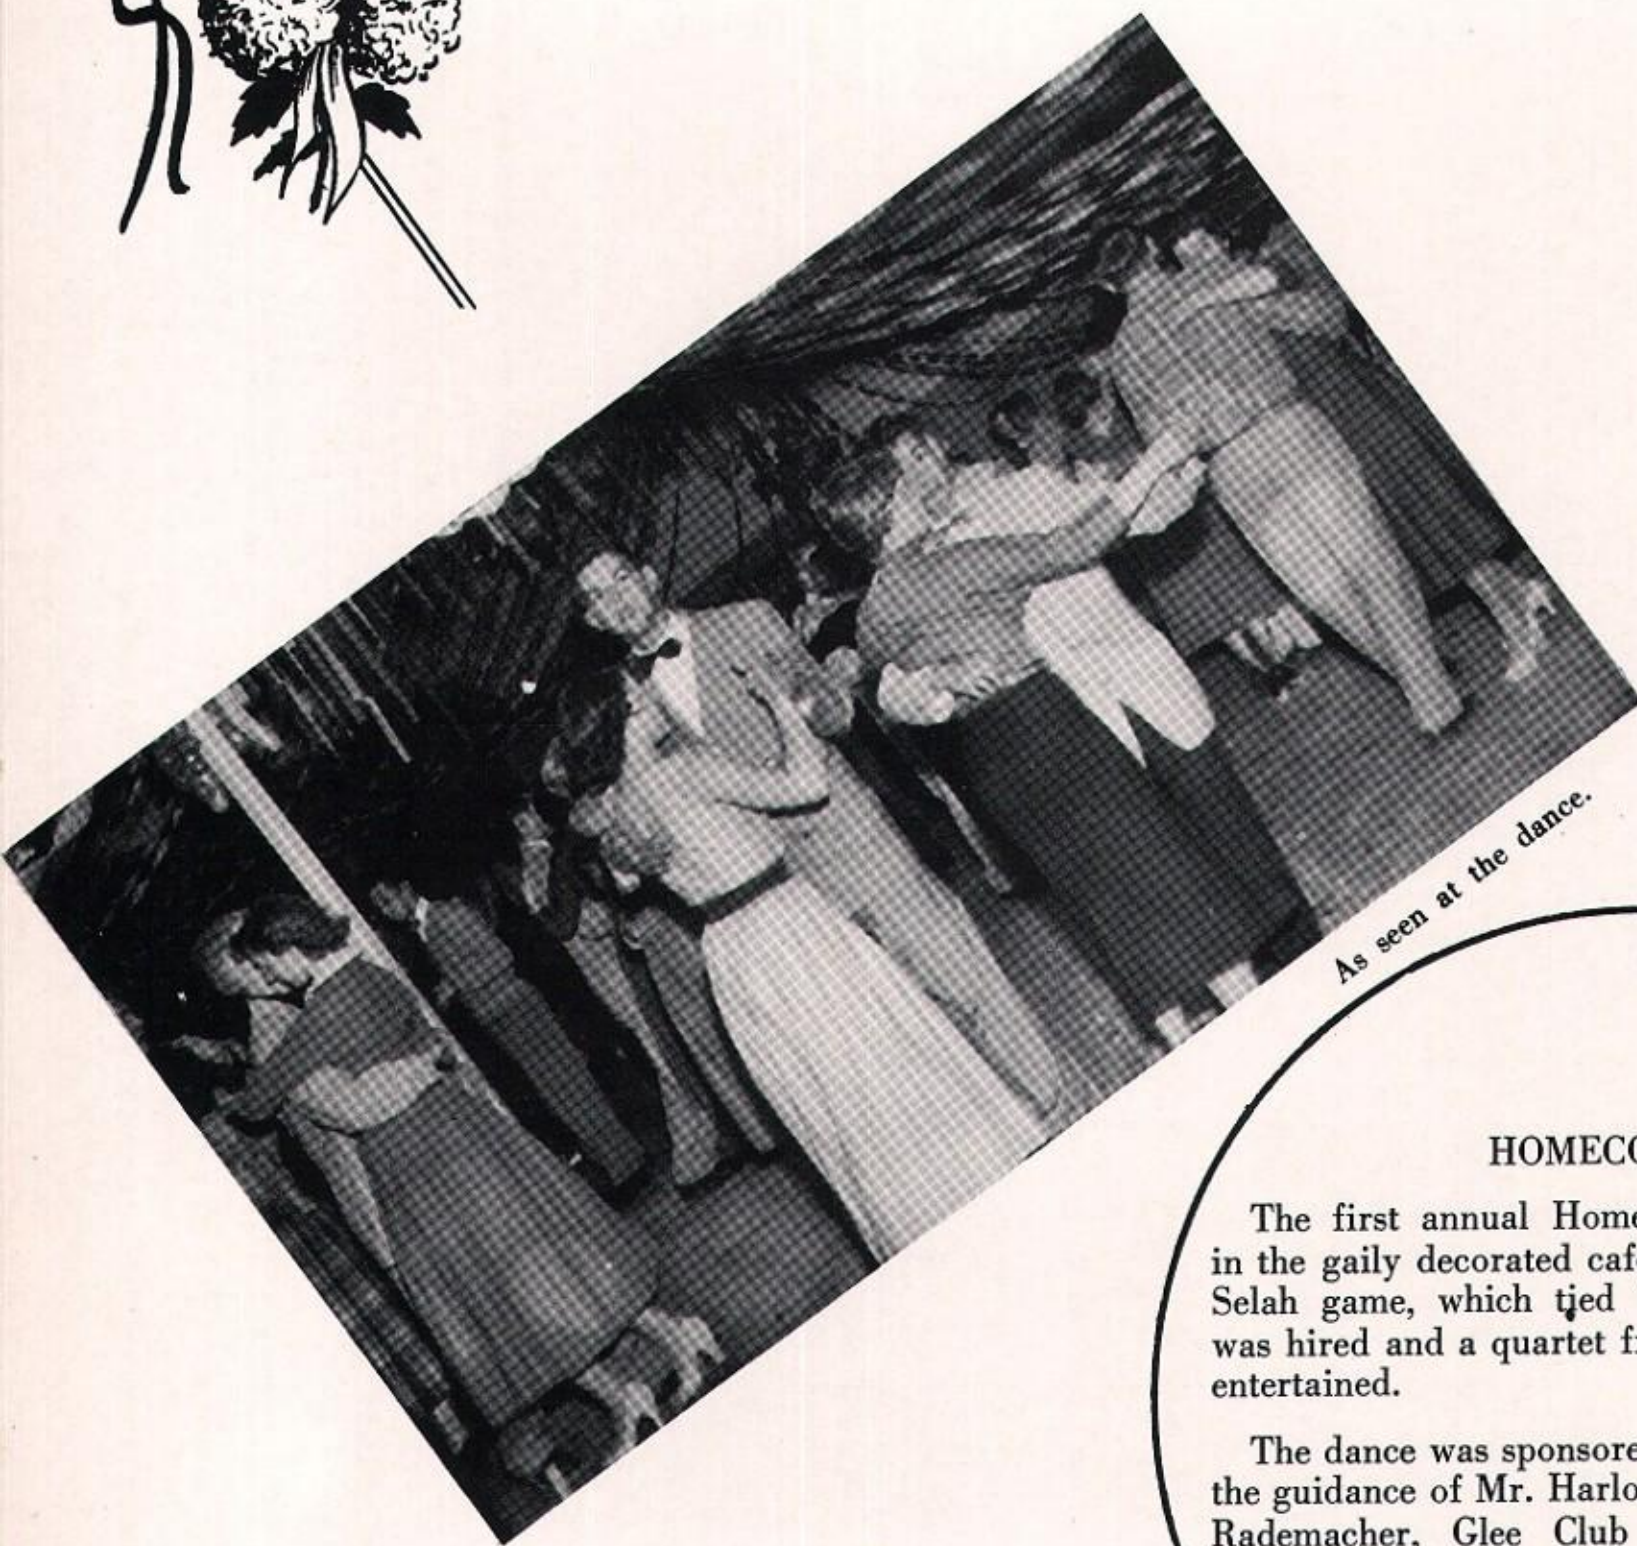 As seen at the dance.
HOMECO
The first annual Home
in the gaily decorated caf
Selah game, which tied
was hired and a quartet f
entertained.
The dance was sponsore
the guidance of Mr. Harlo
Rademacher, Glee Club